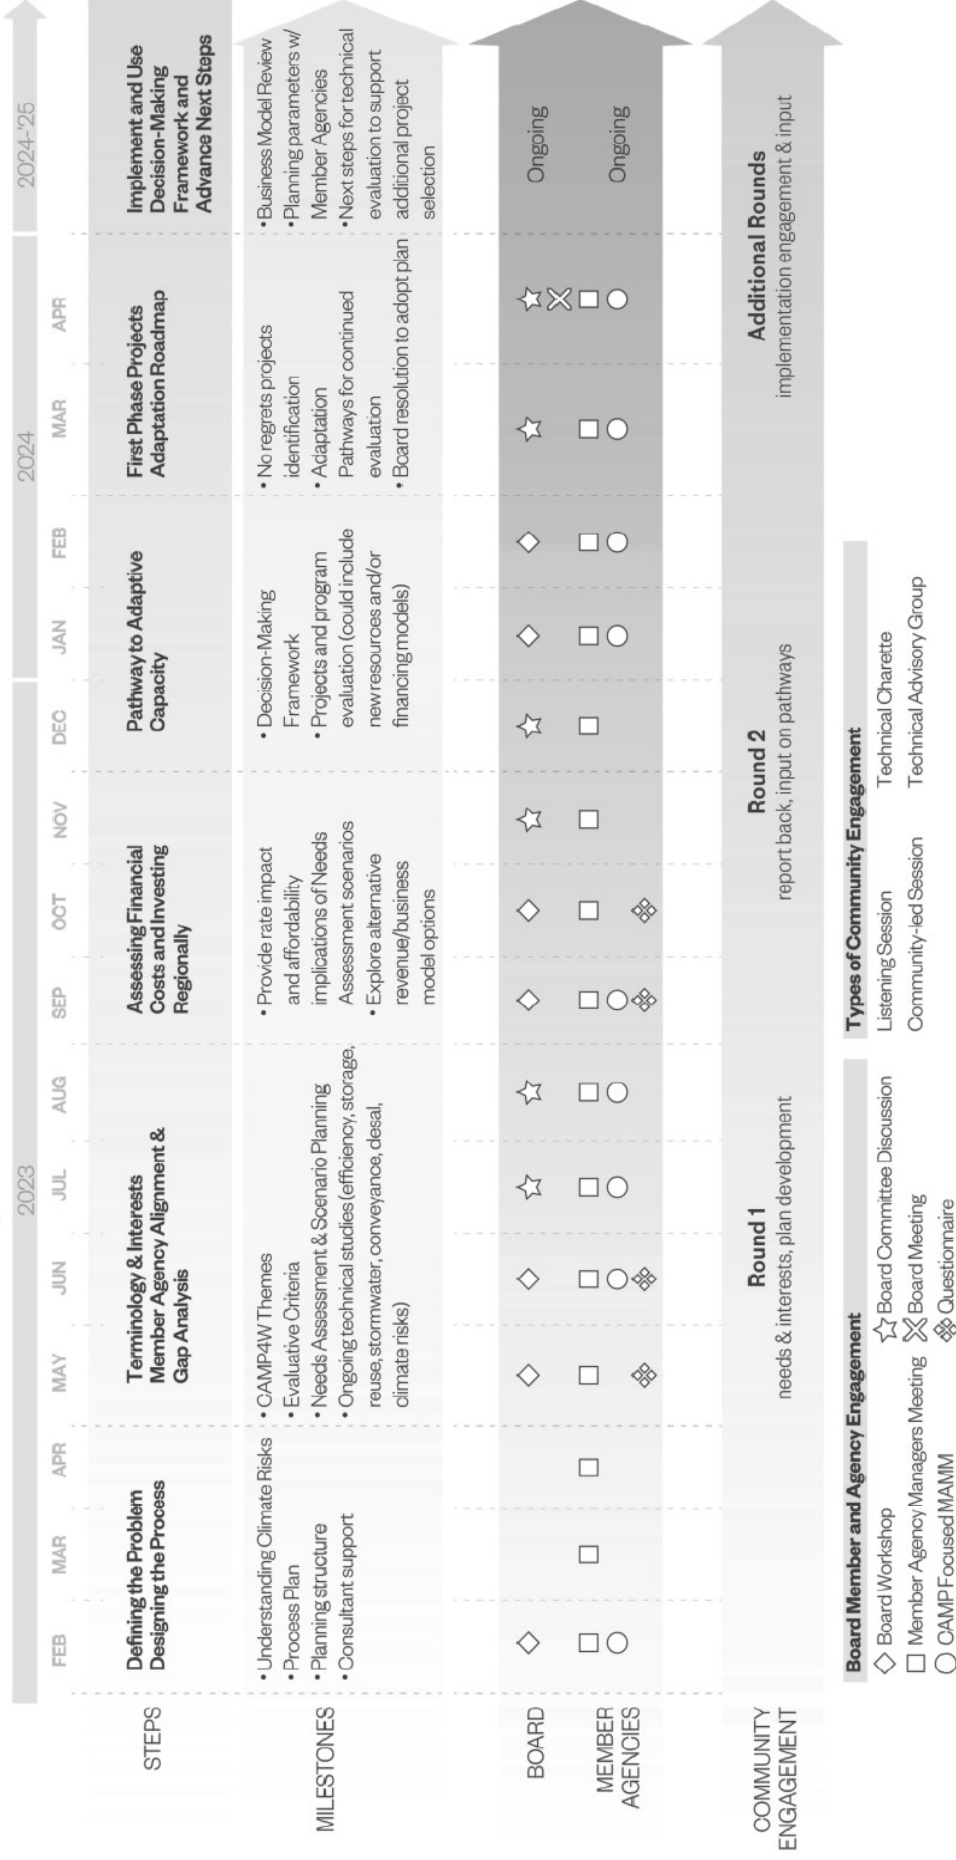 2023
2024
2024-'25
FEB
MAR
APR
MAY
JUN
JUL
AUG
SEP
OCT
NOV
DEC
JAN
FEB
MAR
APR
STEPS
Defining the Problem
Designing the Process
Terminology & Interests
Member Agency Alignment &
Gap Analysis
Assessing Financial
Costs and Investing
Regionally
Pathway to Adaptive
Capacity
First Phase Projects
Adaptation Roadmap
Implement and Use
Decision-Making
Framework and
Advance Next Steps
MILESTONES
• Understanding Climate Risks
• Process Plan
• Planning structure
• Consultant support
• CAMP4W Themes
• Evaluative Criteria
• Needs Assessment & Scenario Planning
• Ongoing technical studies (efficiency, storage,
reuse, stormwater, conveyance, desal,
climate risks)
• Provide rate impact
and affordability
implications of Needs
Assessment scenarios
• Explore alternative
revenue/business
model options
• Decision-Making
Framework
• Projects and program
evaluation (could include
new resources and/or
financing models)
• No regrets projects
identification
• Adaptation
Pathways for continued
evaluation
• Board resolution to adopt plan
• Business Model Review
• Planning parameters w/
Member Agencies
• Next steps for technical
evaluation to support
additional project
selection
BOARD
Ongoing
MEMBER
AGENCIES
Ongoing
COMMUNITY
ENGAGEMENT
Round 1
needs & interests, plan development
Round 2
report back, input on pathways
Additional Rounds
implementation engagement & input
Board Member and Agency Engagement
Board Workshop
Member Agency Managers Meeting
CAMP Focused MAMM
Board Committee Discussion
Board Meeting
Questionnaire
Types of Community Engagement
Listening Session
Community-led Session
Technical Charette
Technical Advisory Group